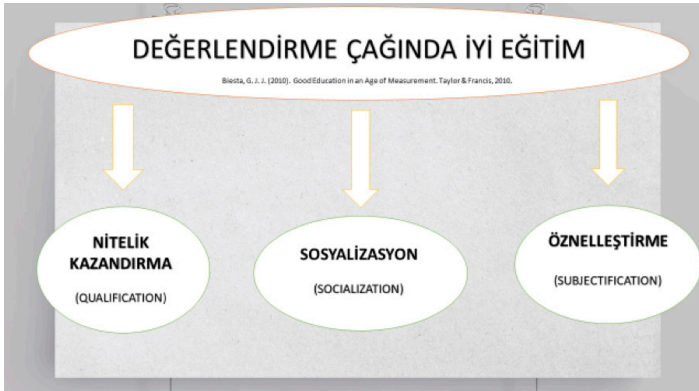 DEĞERLENDİRME ÇAĞINDA İYİ EĞİTİM
Biesta, G. J. J. (2010). Good Education in an Age of Measurement. Taylor & Francis, 2010.
NİTELİK
KAZANDIRMA
(QUALIFICATION)
SOSYALİZASYON
(SOCIALIZATION)
ÖZNELLEŞTİRME
(SUBJECTIFICATION)